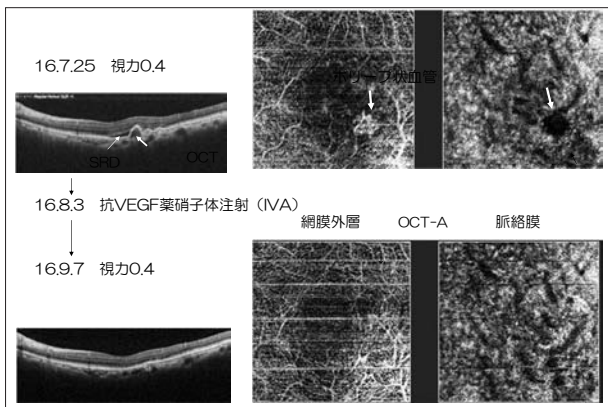 16.7.25 視力0.4
ポリープ状血管
SRD
OCT
16.8.3 抗VEGF薬硝子体注射（IVA）
網膜外層 OCT-A 脈絡膜
16.9.7 視力0.4